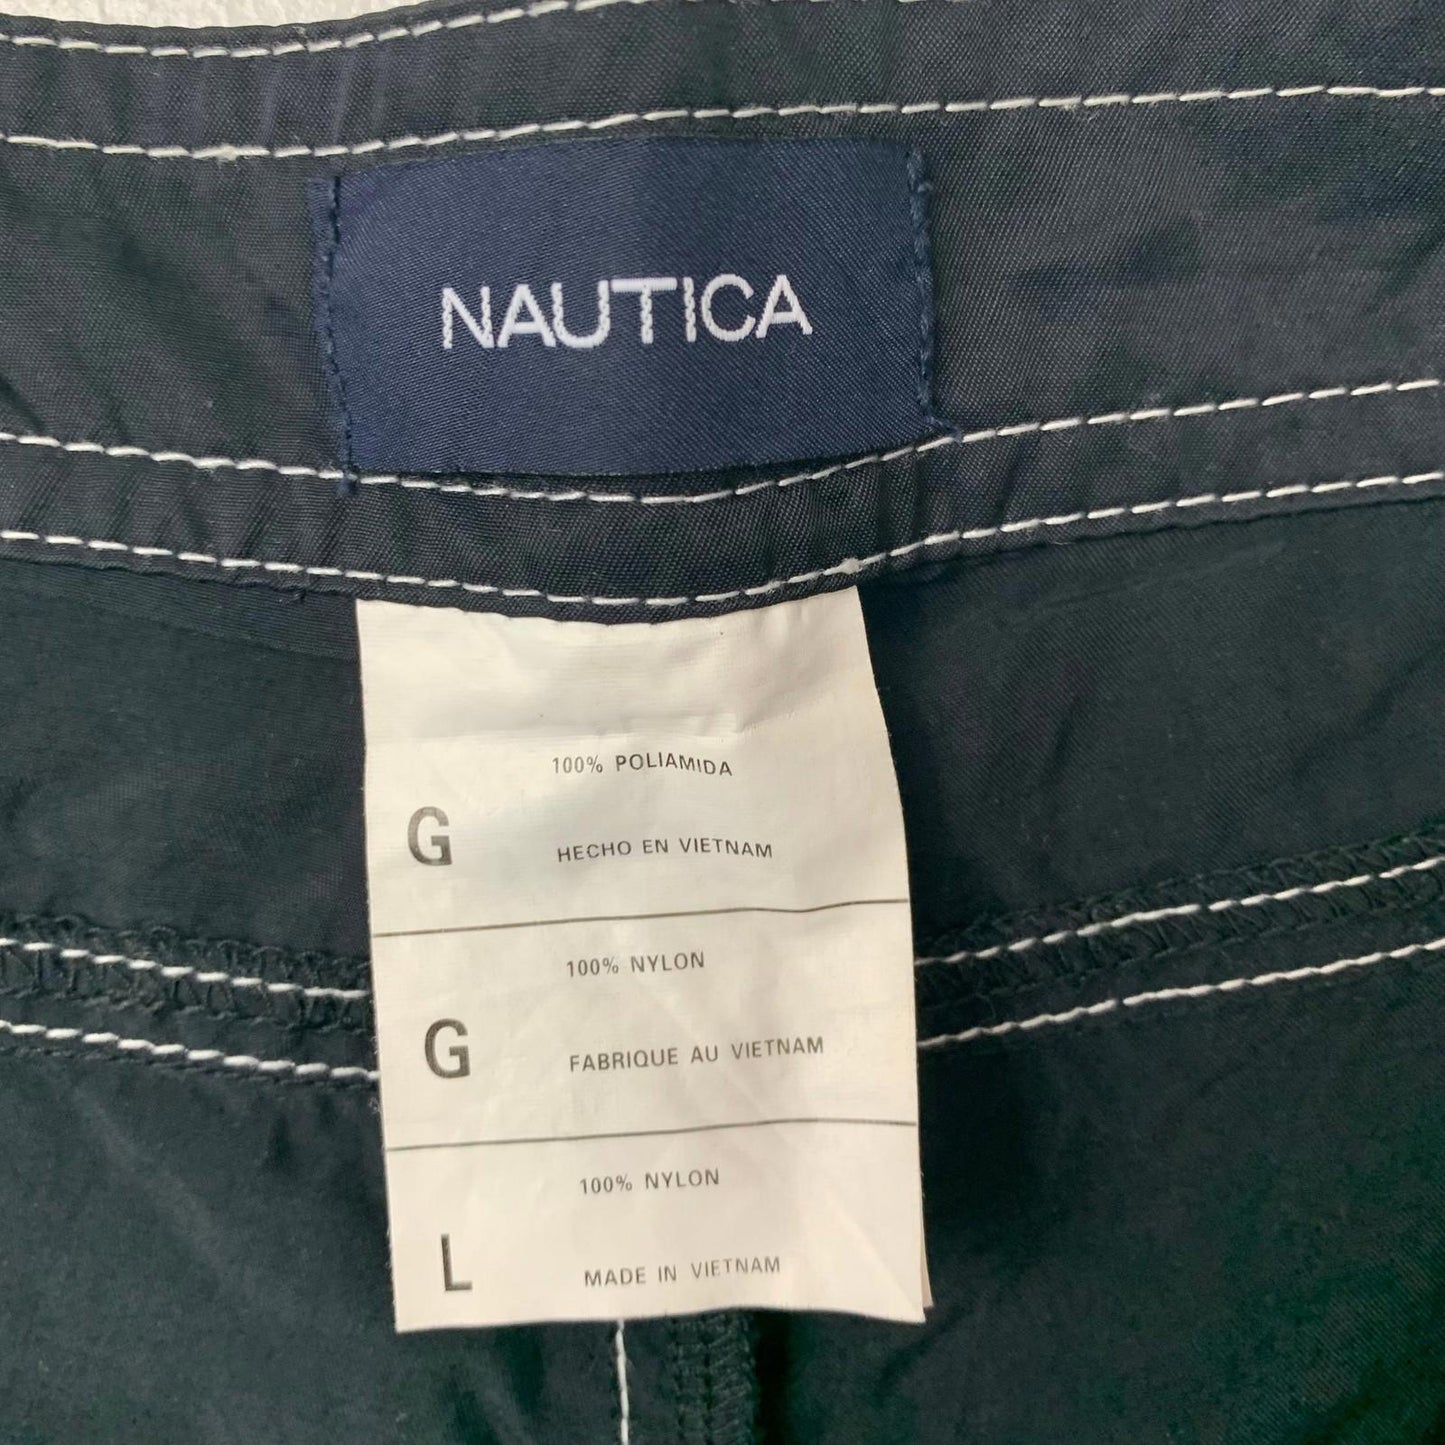 NAUTICA
100% POLIAMIDA
G
HECHO EN VIETNAM
100% NYLON
G
FABRIQUE AU VIETNAM
100% NYLON
L
MADE IN VIETNAM